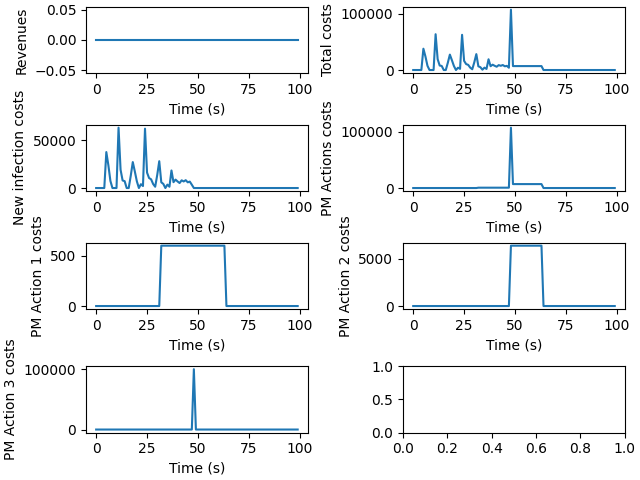 Revenues
0.05
0.00
−0.05
0 25 50 75 100
Time (s)
Total costs
100000
0
0 25 50 75 100
Time (s)
New infection costs
50000
0
0 25 50 75 100
Time (s)
PM Actions costs
100000
0
0 25 50 75 100
Time (s)
PM Action 1 costs
500
0
0 25 50 75 100
Time (s)
PM Action 2 costs
5000
0
0 25 50 75 100
Time (s)
PM Action 3 costs
100000
0
0 25 50 75 100
Time (s)
1.0
0.5
0.0
0.0 0.2 0.4 0.6 0.8 1.0